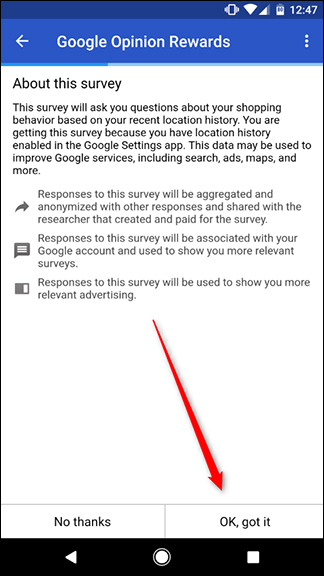 12:47
Google Opinion Rewards
About this survey
This survey will ask you questions about your shopping
behavior based on your recent location history. You are
getting this survey because you have location history
enabled in the Google Settings app. This data may be used to
improve Google services, including search, ads, maps, and
more.
Responses to this survey will be aggregated and
anonymized with other responses and shared with the
researcher that created and paid for the survey.
Responses to this survey will be associated with your
Google account and used to show you more relevant
surveys.
Responses to this survey will be used to show you more
relevant advertising.
No thanks
OK, got it